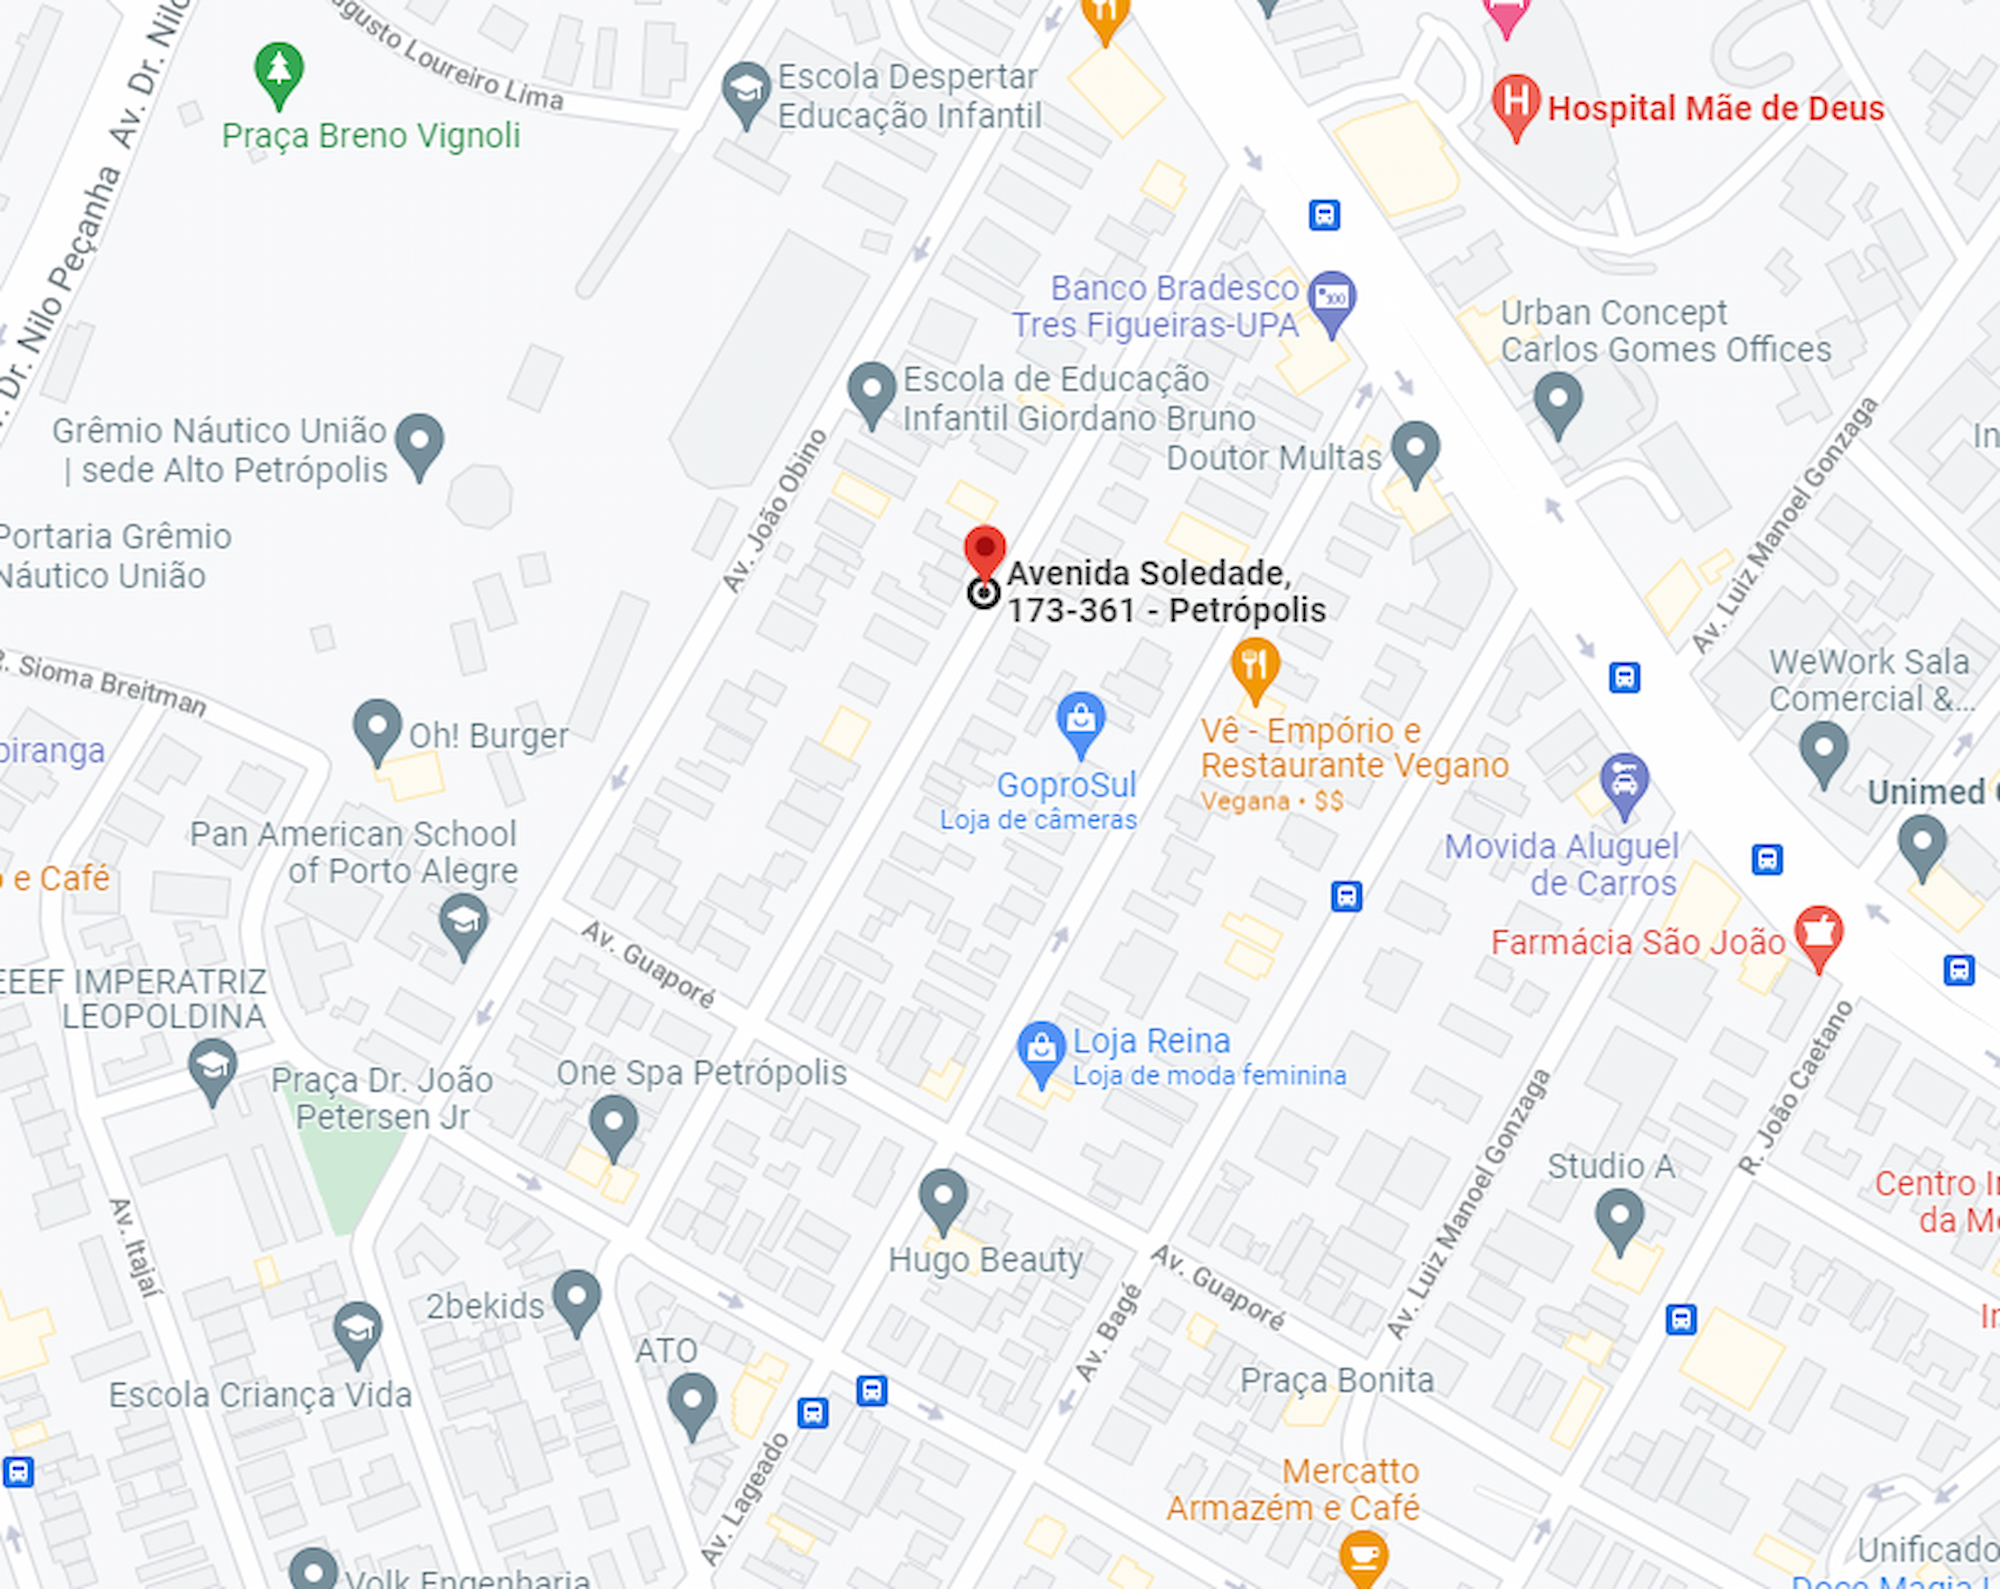 Av. Dr. Nilo
Augusto Loureiro Lima
Praça Breno Vignoli
Escola Despertar
Educação Infantil
Hospital Mãe de Deus
Dr. Nilo Peçanha
Banco Bradesco
Tres Figueiras-UPA
Urban Concept
Carlos Gomes Offices
Escola de Educação
Infantil Giordano Bruno
Doutor Multas
Grêmio Náutico União
| sede Alto Petrópolis
Av. João Obino
Av. Luiz Manoel Gonzaga
Portaria Grêmio
Náutico União
Avenida Soledade,
173-361 - Petrópolis
R. Sioma Breitman
Oh! Burger
GoproSul
Loja de câmeras
Vê - Empório e
Restaurante Vegano
Vegana • $$
WeWork Sala
Comercial &...
Unimed
Movida Aluguel
de Carros
Farmácia São João
piranga
Pan American School
of Porto Alegre
e Café
Av. Guaporé
EEEF IMPERATRIZ
LEOPOLDINA
Loja Reina
Loja de moda feminina
One Spa Petrópolis
Praça Dr. João
Petersen Jr
R. João Caetano
Av. Luiz Manoel Gonzaga
Studio A
Centro
da
Hugo Beauty
Av. Guaporé
Av. Itajaí
2bekids
ATO
Av. Bagé
Escola Criança Vida
Praça Bonita
Av. Lageado
Mercatto
Armazém e Café
Volk Engenharia
Unificado
Doce Magia